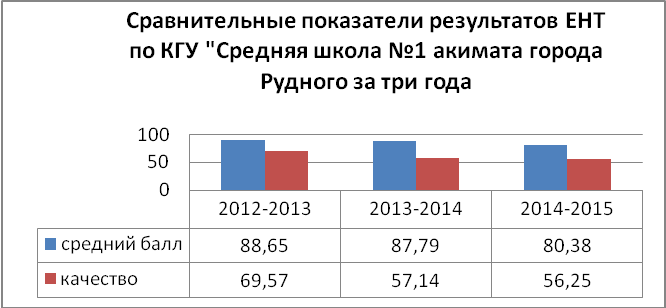 Сравнительные показатели результатов ЕНТ
по КГУ "Средняя школа №1 акимата города
Рудного за три года
100
50
0
2012-2013 2013-2014 2014-2015
средний балл 88,65 87,79 80,38
качество 69,57 57,14 56,25